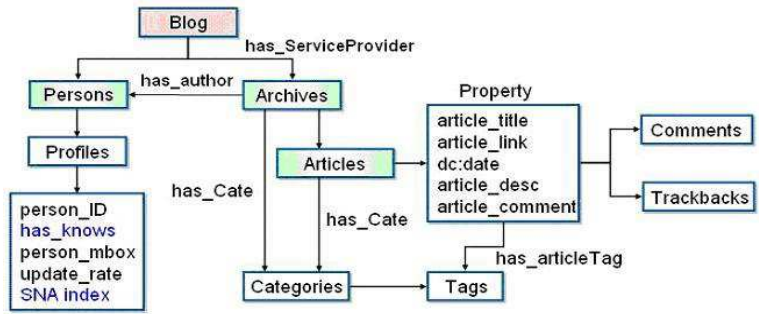 Blog
has_ServiceProvider
has_author
Persons
Archives
Property
Profiles
Articles
article_title
article_link
dc:date
article_desc
article_comment
Comments
Trackbacks
has_Cate
has_Cate
person_ID
has_knows
person_mbox
update_rate
SNA index
has_articleTag
Categories
Tags